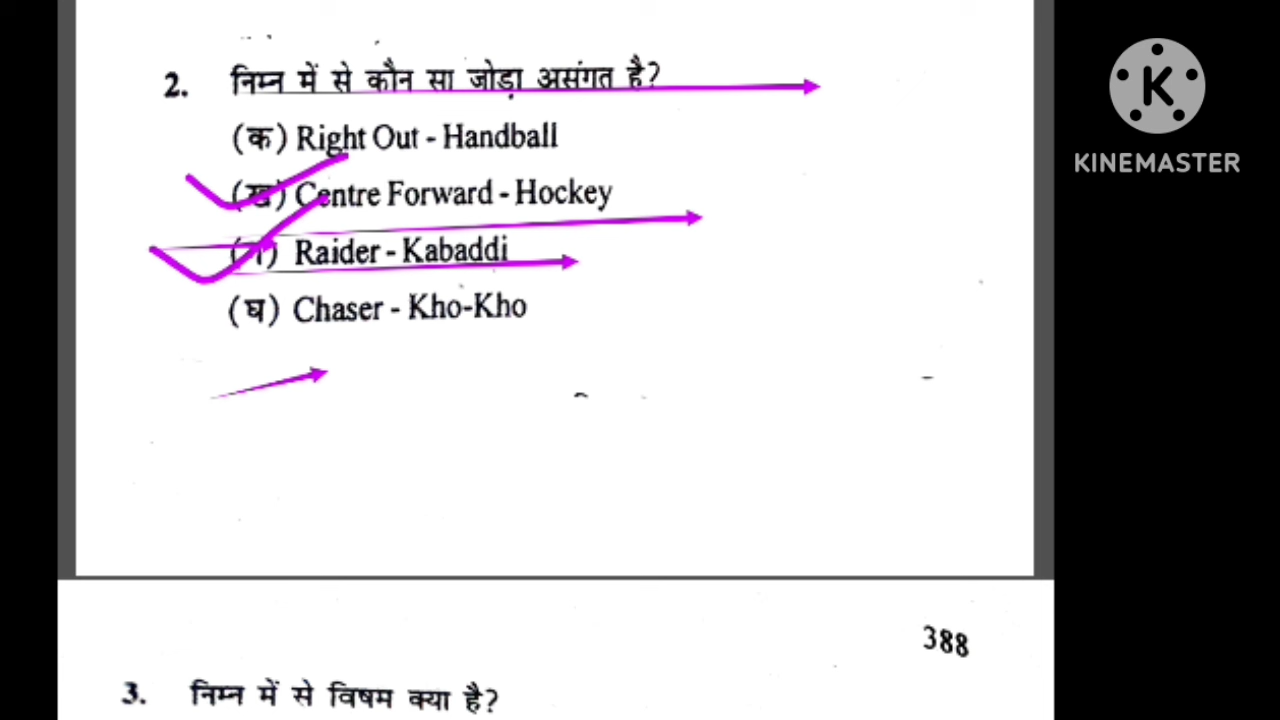 2. निम्न में से कौन सा जोड़ा असंगत है?
(क) Right Out - Handball
(ख) Centre Forward - Hockey
(ग) Raider - Kabaddi
(घ) Chaser - Kho-Kho
388
3. निम्न में से विषम क्या है?
KINEMASTER